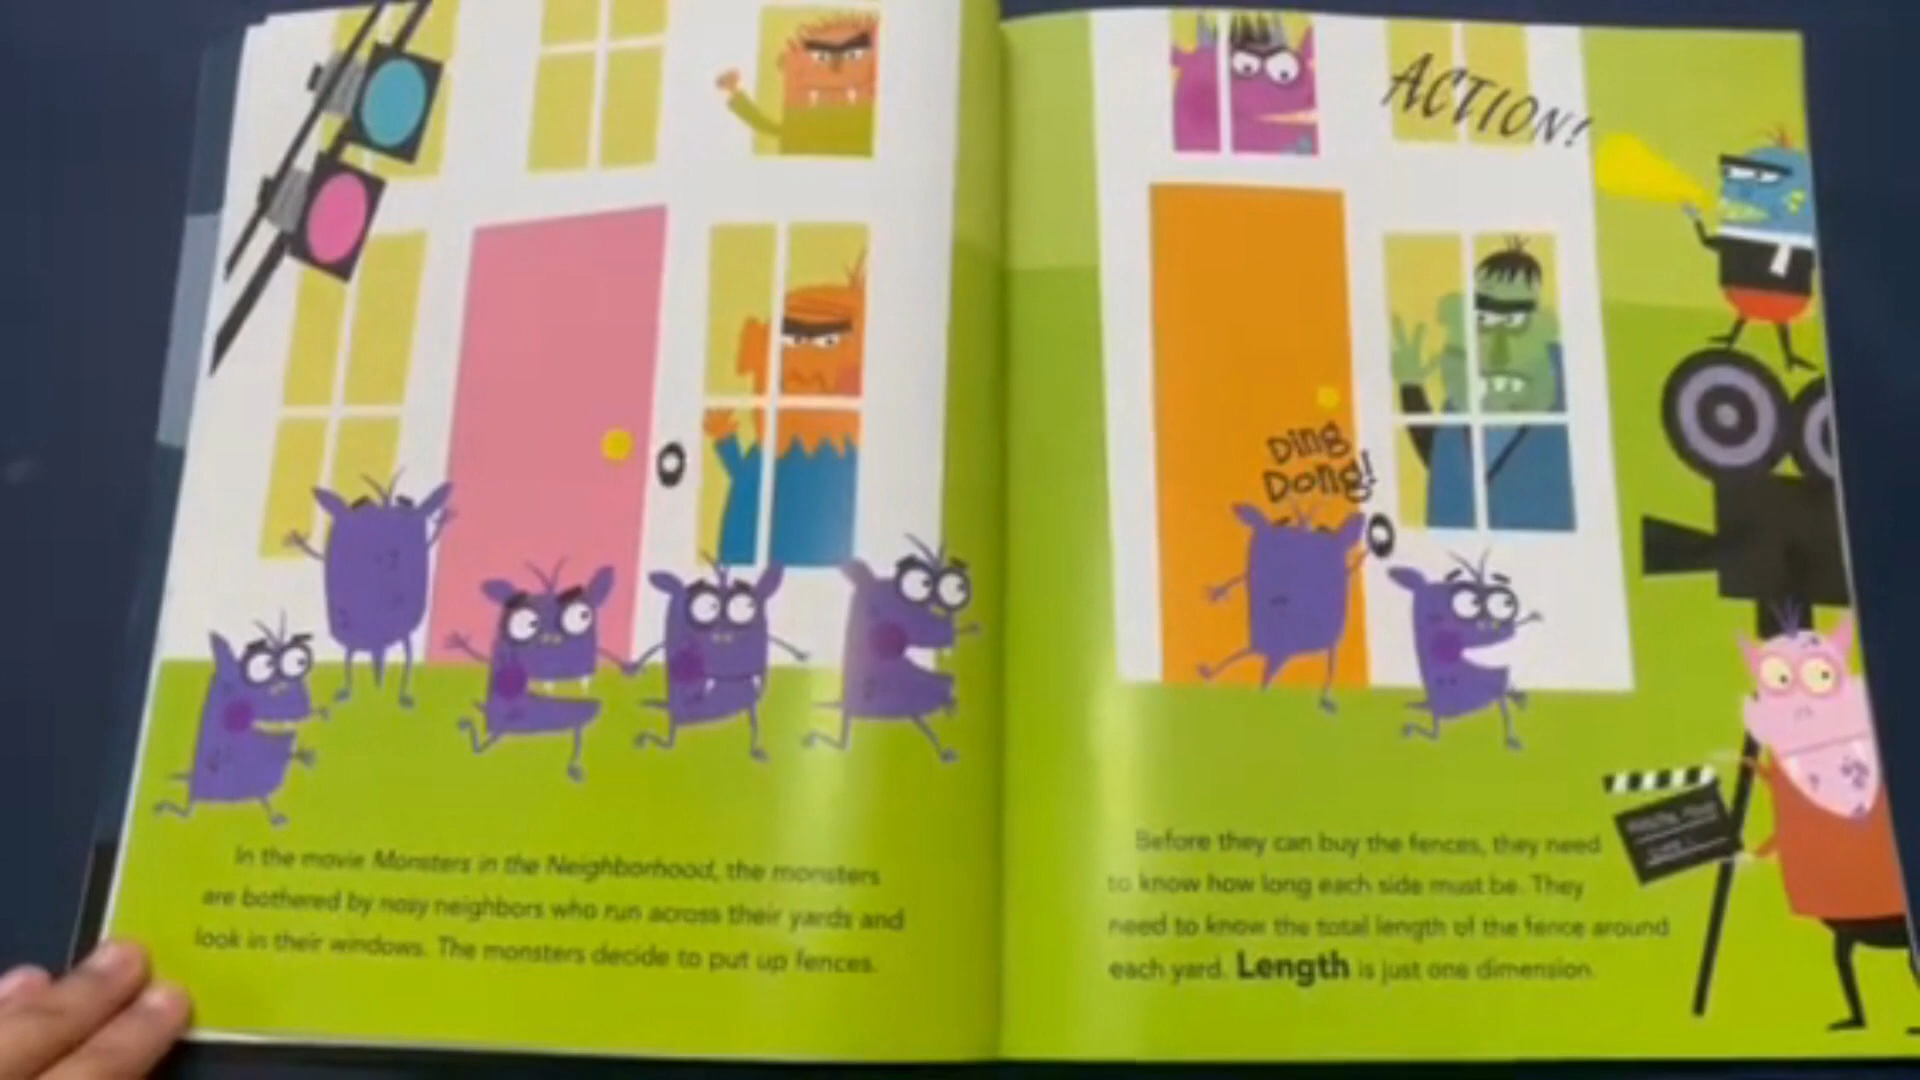 ACTION!
Ding
Dong!
In the movie Monsters in the Neighborhood, the monsters
are bothered by nosy neighbors who run across their yards and
look in their windows. The monsters decide to put up fences.
Before they can buy the fences, they need
to know how long each side must be. They
need to know the total length of the fence around
each yard. Length is just one dimension.